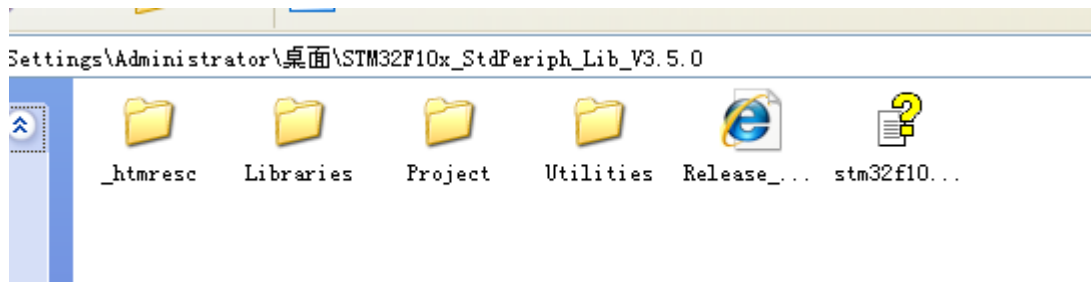 Settings\Administrator\桌面\STM32F10x_StdPeriph_Lib_V3.5.0
_htmresc Libraries Project Utilities Release_... stm32f10...